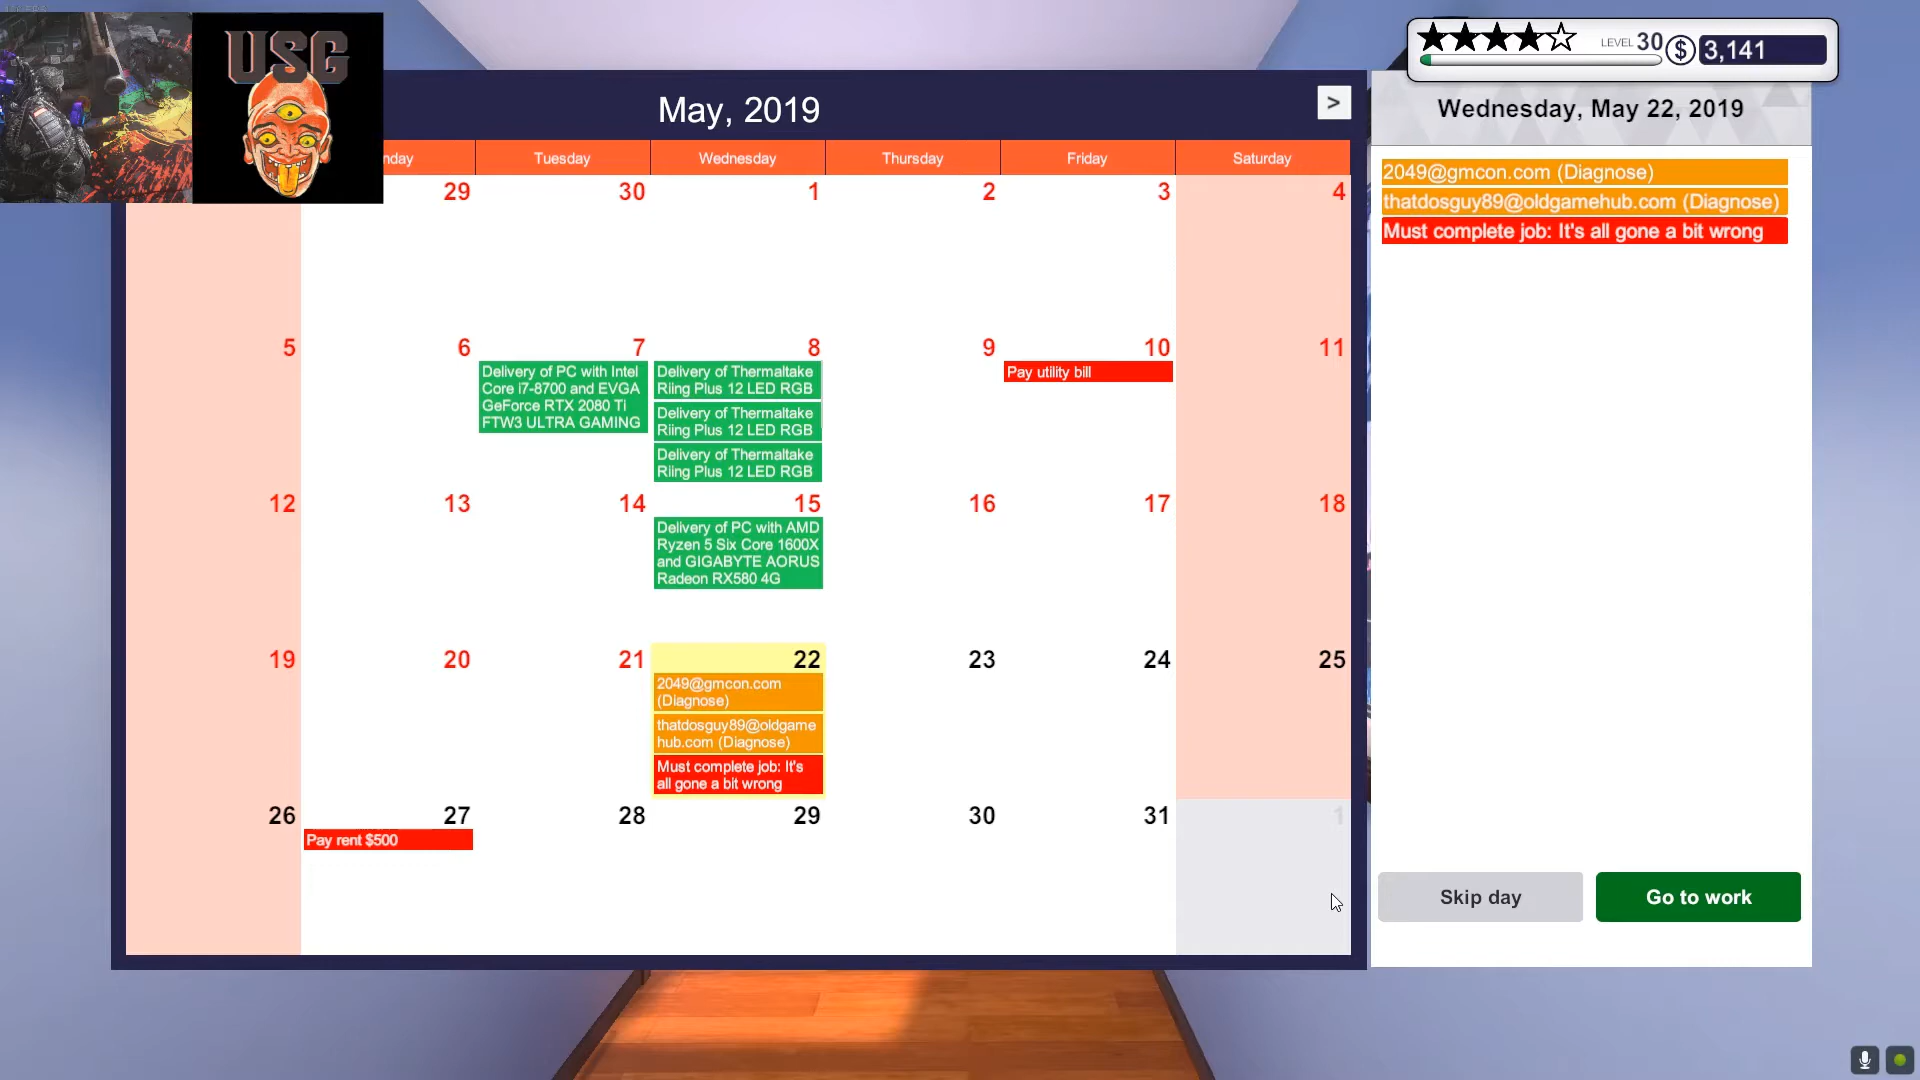 USG
LEVEL 30
$ 3,141
May, 2019
>
Wednesday, May 22, 2019
nday
Tuesday
Wednesday
Thursday
Friday
Saturday
2049@gmcon.com (Diagnose)
thatdosguy89@oldgamehub.com (Diagnose)
Must complete job: It's all gone a bit wrong
29
30
1
2
3
4
5
6
7
8
9
10
11
Delivery of PC with Intel
Core i7-8700 and EVGA
GeForce RTX 2080 Ti
FTW3 ULTRA GAMING
Delivery of Thermaltake
Riing Plus 12 LED RGB
Delivery of Thermaltake
Riing Plus 12 LED RGB
Delivery of Thermaltake
Riing Plus 12 LED RGB
Pay utility bill
12
13
14
15
16
17
18
Delivery of PC with AMD
Ryzen 5 Six Core 1600X
and GIGABYTE AORUS
Radeon RX580 4G
19
20
21
22
23
24
25
2049@gmcon.com
(Diagnose)
thatdosguy89@oldgame
hub.com (Diagnose)
Must complete job: It's
all gone a bit wrong
26
27
28
29
30
31
1
Pay rent $500
Skip day
Go to work